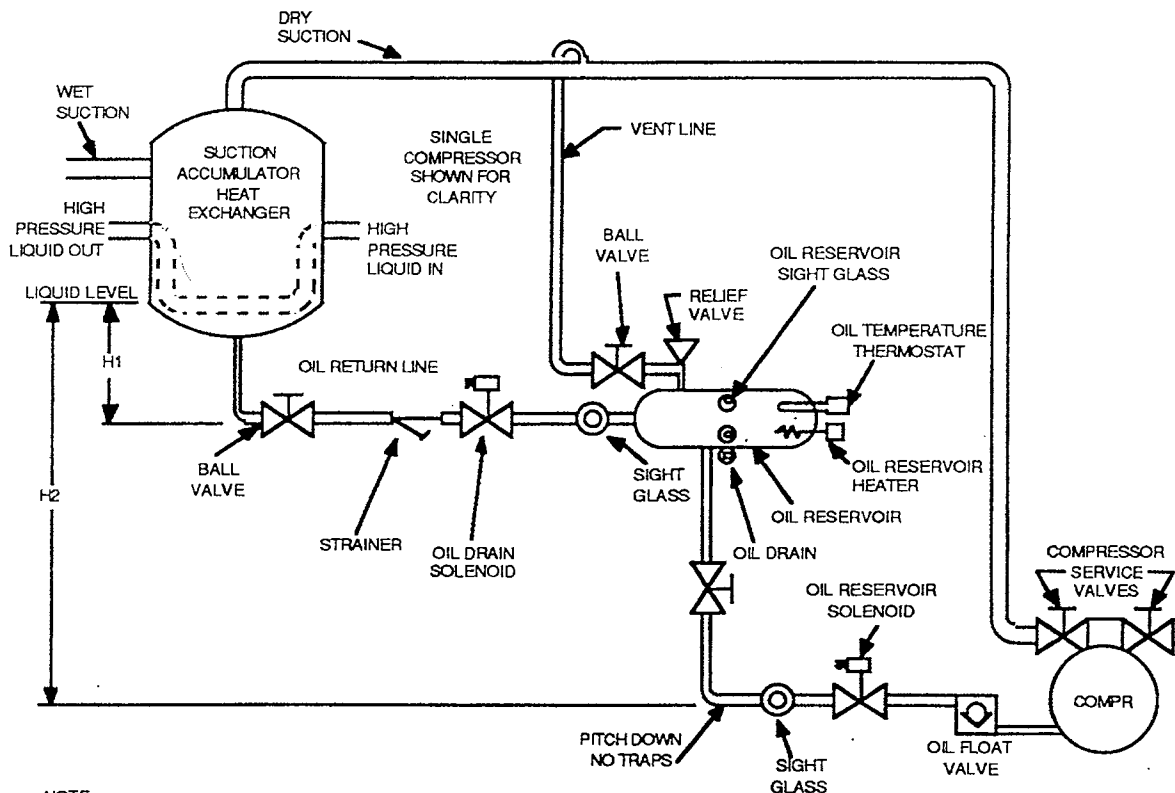 DRY
SUCTION
WET
SUCTION
SUCTION
ACCUMULATOR
HEAT
EXCHANGER
SINGLE
COMPRESSOR
SHOWN FOR
CLARITY
VENT LINE
HIGH
PRESSURE
LIQUID OUT
HIGH
PRESSURE
LIQUID IN
BALL
VALVE
OIL RESERVOIR
SIGHT GLASS
LIQUID LEVEL
RELIEF
VALVE
OIL TEMPERATURE
THERMOSTAT
H1
OIL RETURN LINE
BALL
VALVE
SIGHT
GLASS
OIL RESERVOIR
HEATER
H2
STRAINER
OIL DRAIN
SOLENOID
OIL RESERVOIR
OIL DRAIN
COMPRESSOR
SERVICE
VALVES
OIL RESERVOIR
SOLENOID
COMPR
PITCH DOWN
NO TRAPS
SIGHT
GLASS
OIL FLOAT
VALVE